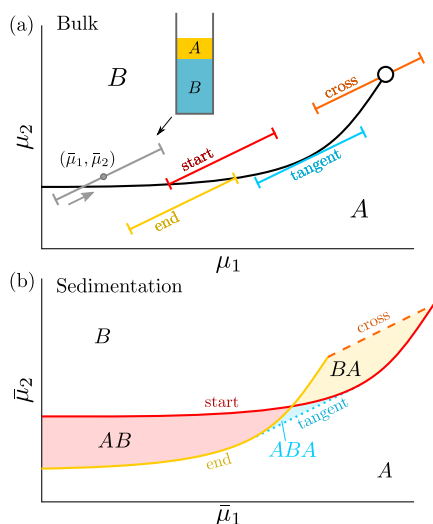 (a) Bulk
A
B
B
cross
μ₂
(μ̄₁, μ̄₂)
start
tangent
end
A
μ₁
(b) Sedimentation
B
cross
BA
μ̄₂
start
tangent
AB
ABA
end
A
μ̄₁